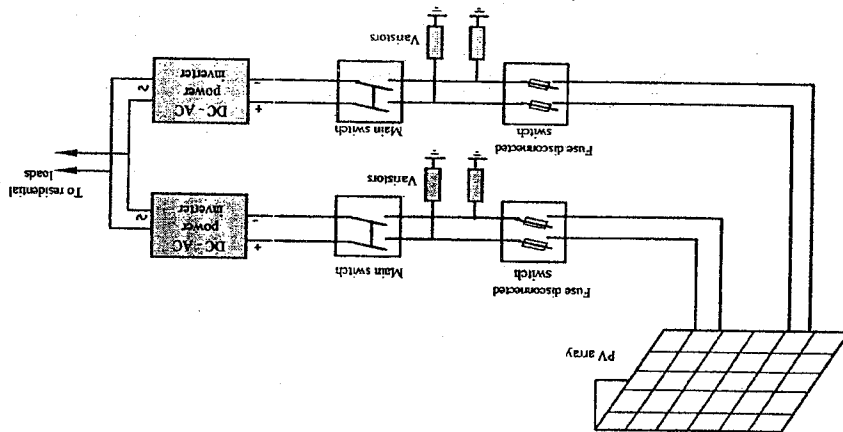 PV array
Fuse disconnected
switch
Main switch
Varistors
+
-
DC - AC
power
inverter
~
To residential
loads
Fuse disconnected
switch
Main switch
Varistors
+
-
DC - AC
power
inverter
~